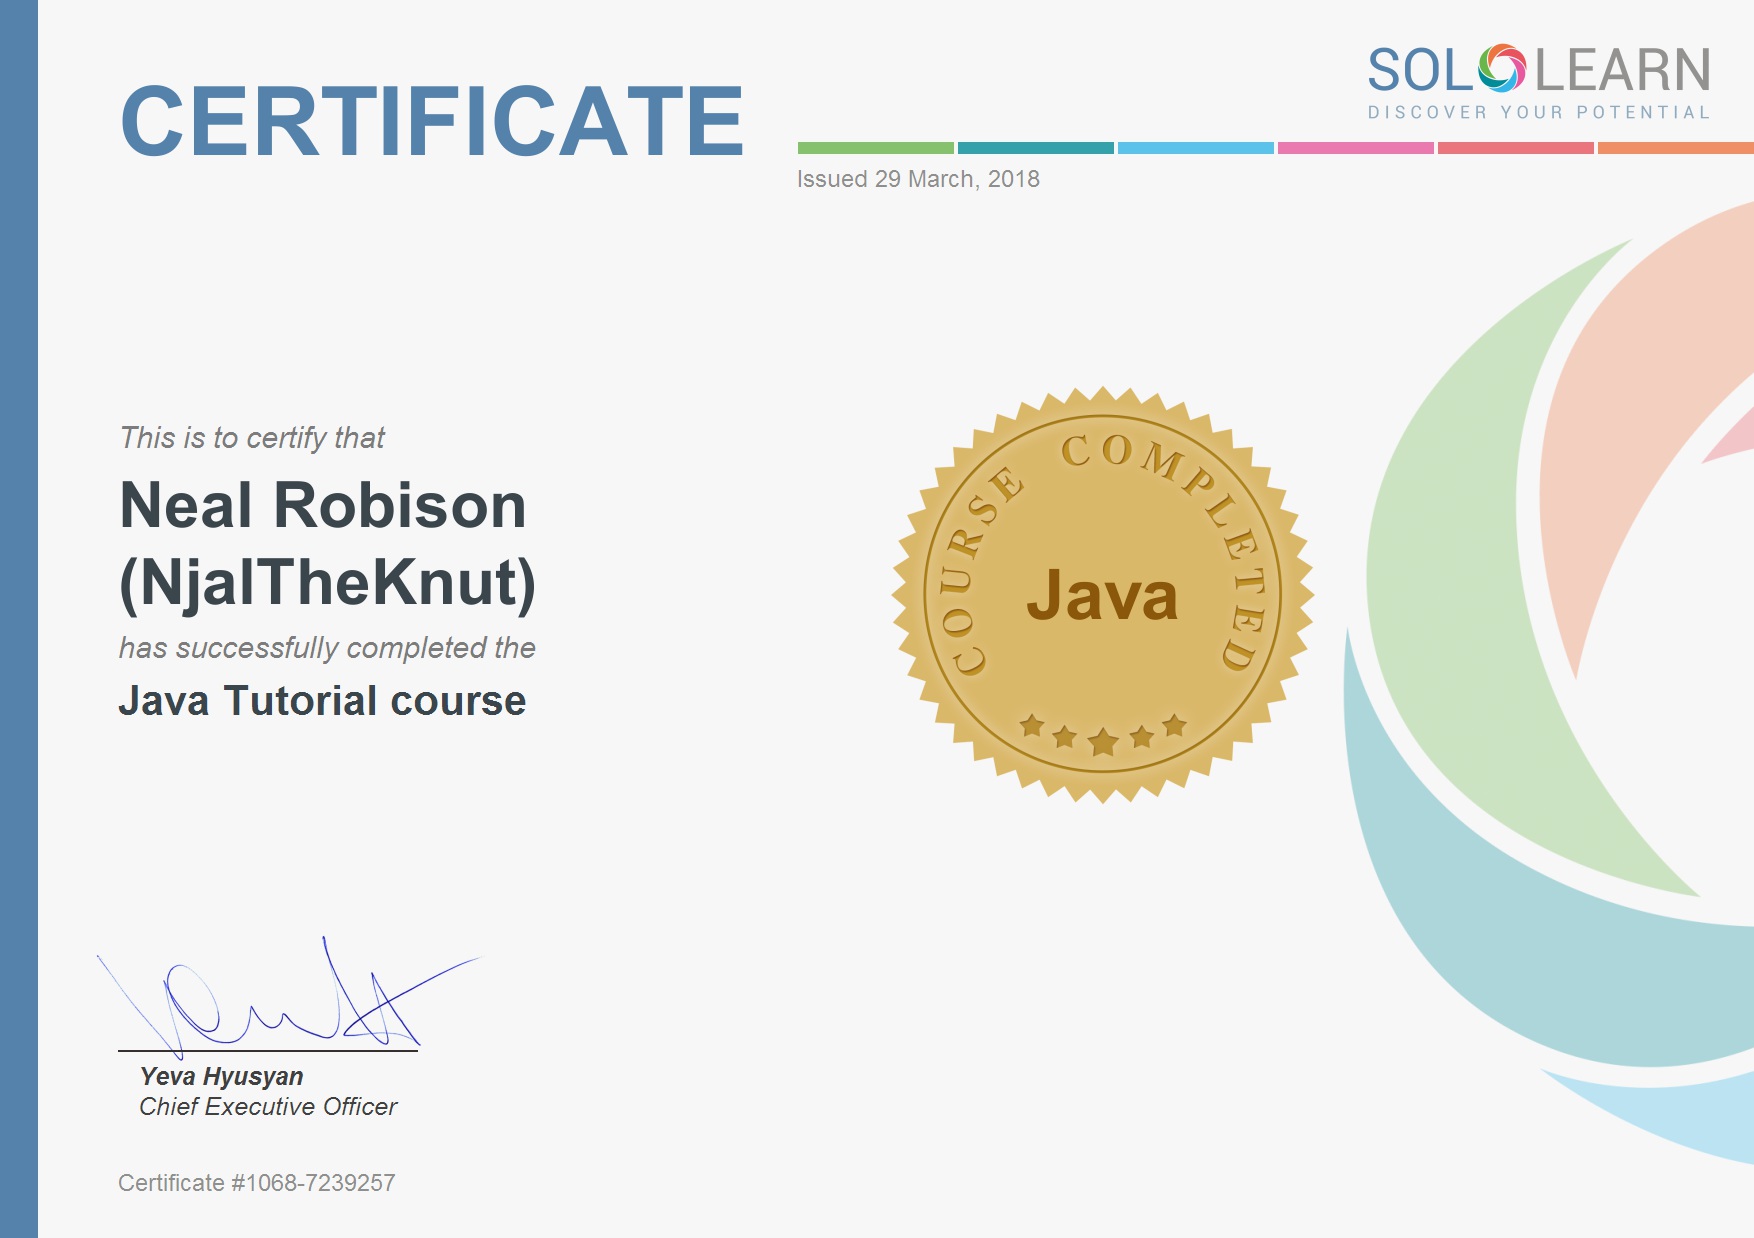 CERTIFICATE
SOLOLEARN
DISCOVER YOUR POTENTIAL
Issued 29 March, 2018
This is to certify that
Neal Robison
(NjalTheKnut)
has successfully completed the
Java Tutorial course
COURSE COMPLETED
Java
Yeva Hyusyan
Chief Executive Officer
Certificate #1068-7239257